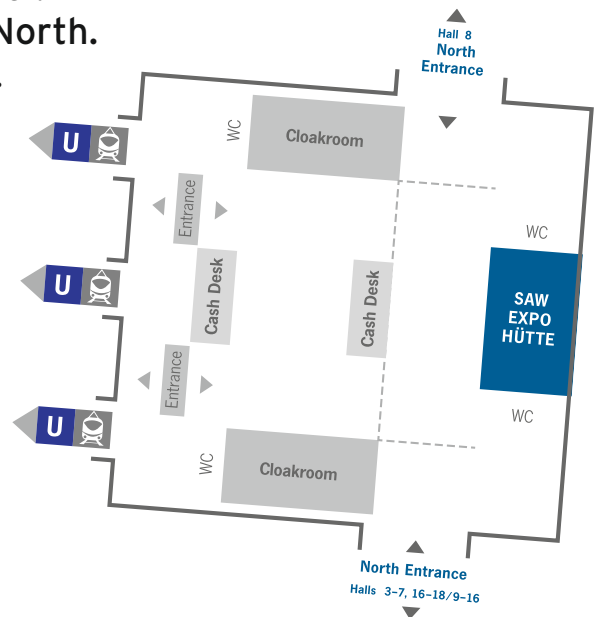 North.
Hall 8
North
Entrance
WC
Cloakroom
U
Entrance
WC
Cash Desk
Cash Desk
U
SAW
EXPO
HÜTTE
Entrance
WC
U
WC
Cloakroom
North Entrance
Halls 3–7, 16–18/9–16